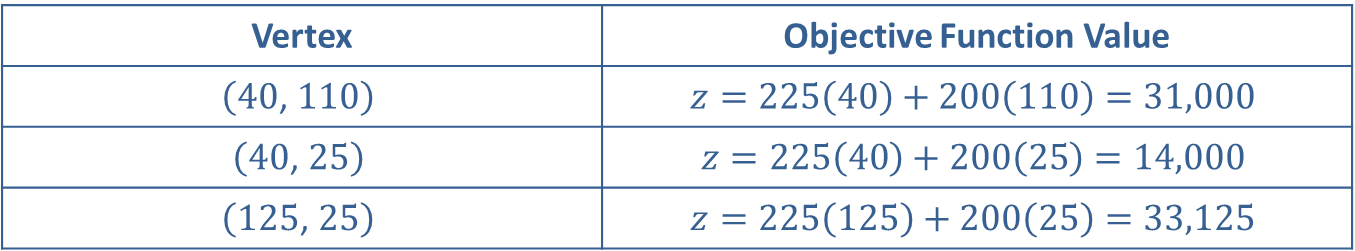 Vertex Objective Function Value
(40, 110) z = 225(40) + 200(110) = 31,000
(40, 25) z = 225(40) + 200(25) = 14,000
(125, 25) z = 225(125) + 200(25) = 33,125